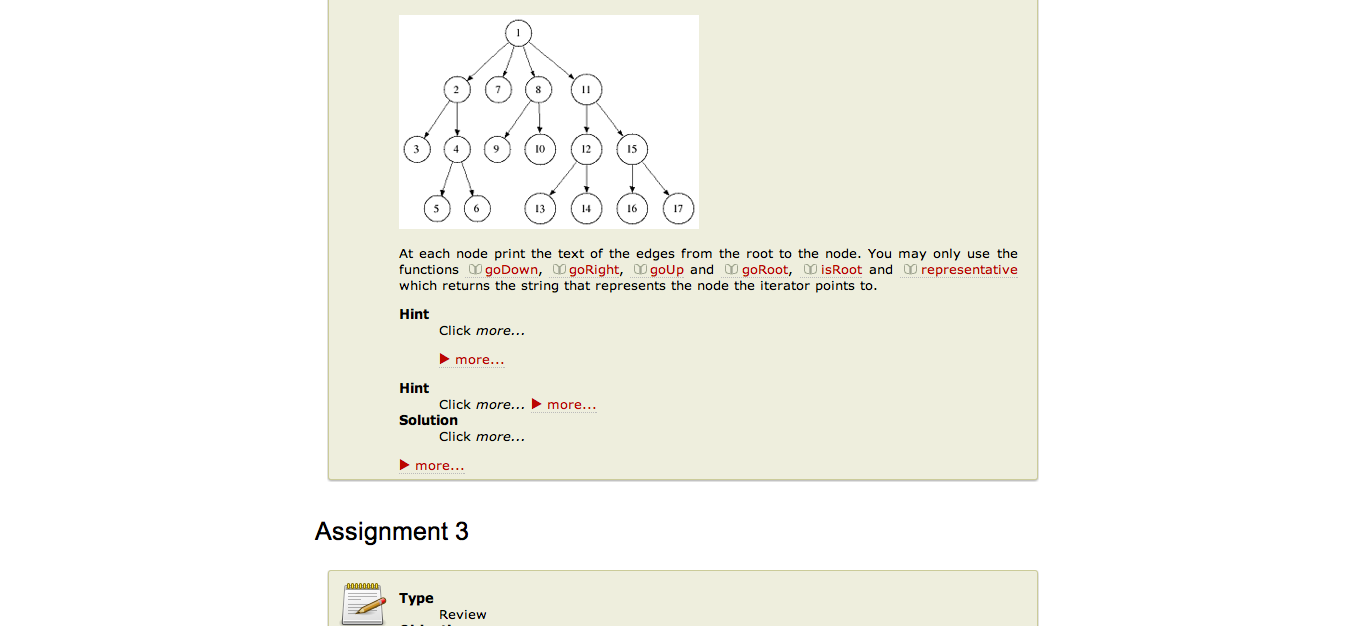 1
2 7 8 11
3 4 9 10 12 15
5 6 13 14 16 17
At each node print the text of the edges from the root to the node. You may only use the
functions goDown, goRight, goUp and goRoot, isRoot and representative
which returns the string that represents the node the iterator points to.
Hint
Click more...
more...
Hint
Click more... more...
Solution
Click more...
more...
Assignment 3
Type
Review